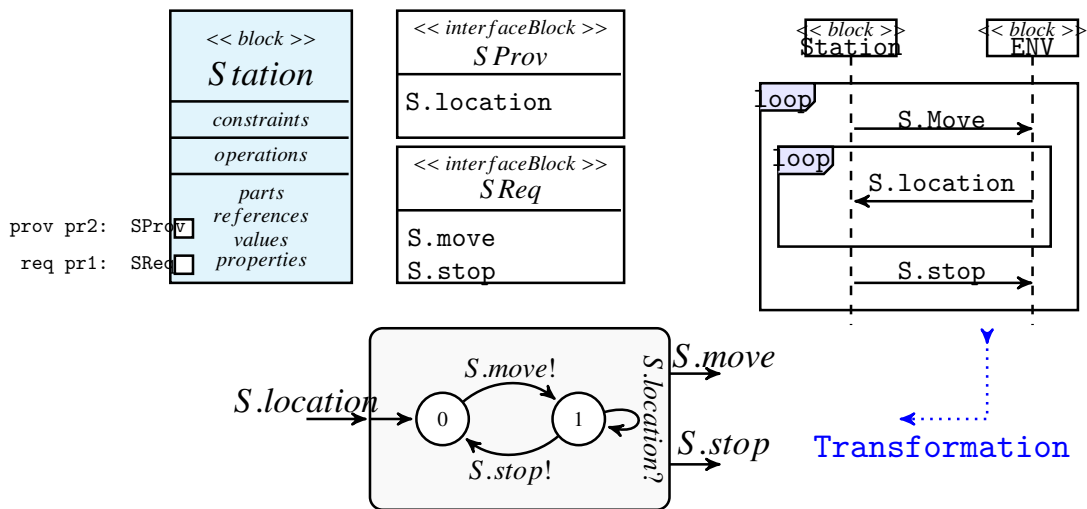 << block >>
Station
constraints
operations
parts
references
values
properties
prov pr2: SProv
req pr1: SReq
<< interfaceBlock >>
SProv
S.location
<< interfaceBlock >>
SReq
S.move
S.stop
<< block >>
Station
<< block >>
ENV
loop
S.Move
loop
S.location
S.stop
S.location
S.move!
0
1
S.stop!
S.location?
S.move
S.stop
Transformation